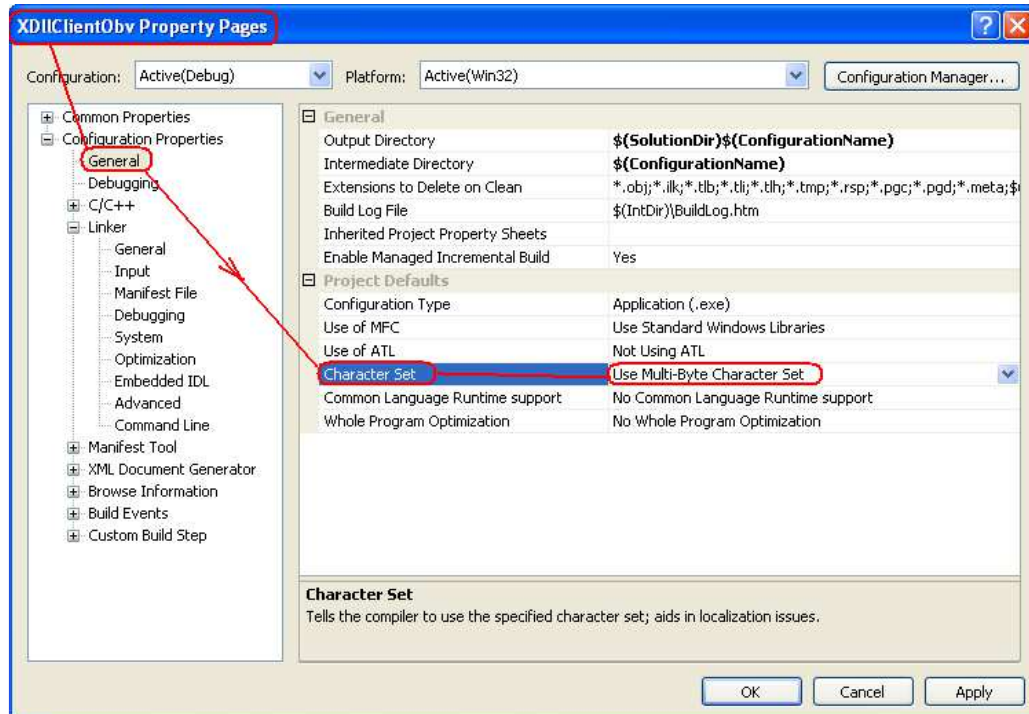 XDllClientObv Property Pages
Configuration: Active(Debug) Platform: Active(Win32) Configuration Manager...
Common Properties
Configuration Properties
General
Debugging
C/C++
Linker
General
Input
Manifest File
Debugging
System
Optimization
Embedded IDL
Advanced
Command Line
Manifest Tool
XML Document Generator
Browse Information
Build Events
Custom Build Step
General
Output Directory $(SolutionDir)$(ConfigurationName)
Intermediate Directory $(ConfigurationName)
Extensions to Delete on Clean *.obj;*.ilk;*.tlb;*.tli;*.tlh;*.tmp;*.rsp;*.pgc;*.pgd;*.meta;$(
Build Log File $(IntDir)\BuildLog.htm
Inherited Project Property Sheets
Enable Managed Incremental Build Yes
Project Defaults
Configuration Type Application (.exe)
Use of MFC Use Standard Windows Libraries
Use of ATL Not Using ATL
Character Set Use Multi-Byte Character Set
Common Language Runtime support No Common Language Runtime support
Whole Program Optimization No Whole Program Optimization
Character Set
Tells the compiler to use the specified character set; aids in localization issues.
OK Cancel Apply